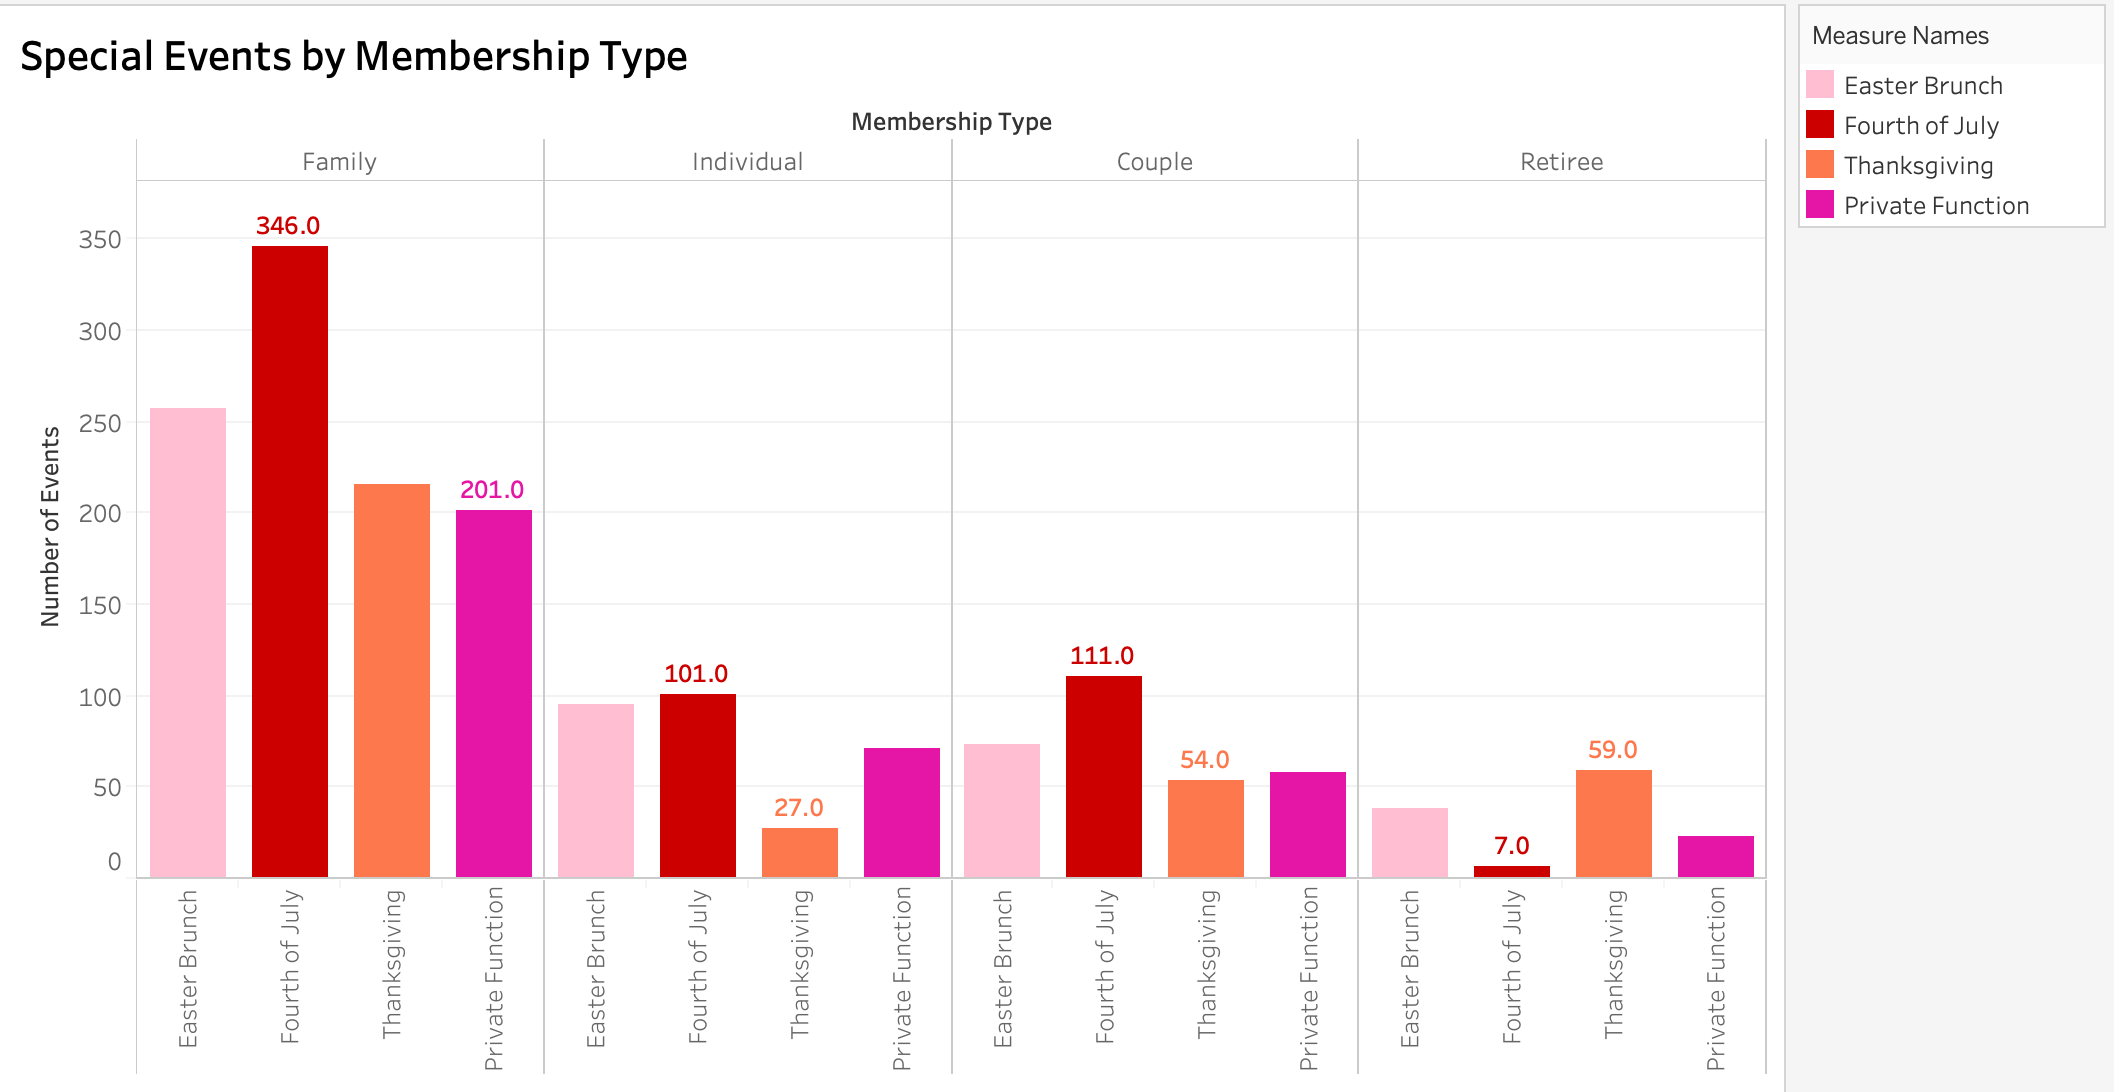 Special Events by Membership Type
Membership Type
Family Individual Couple Retiree
Number of Events
350
300
250
200
150
100
50
0
346.0
201.0
101.0
27.0
111.0
54.0
7.0
59.0
Easter Brunch
Fourth of July
Thanksgiving
Private Function
Easter Brunch
Fourth of July
Thanksgiving
Private Function
Easter Brunch
Fourth of July
Thanksgiving
Private Function
Easter Brunch
Fourth of July
Thanksgiving
Private Function
Measure Names
Easter Brunch
Fourth of July
Thanksgiving
Private Function